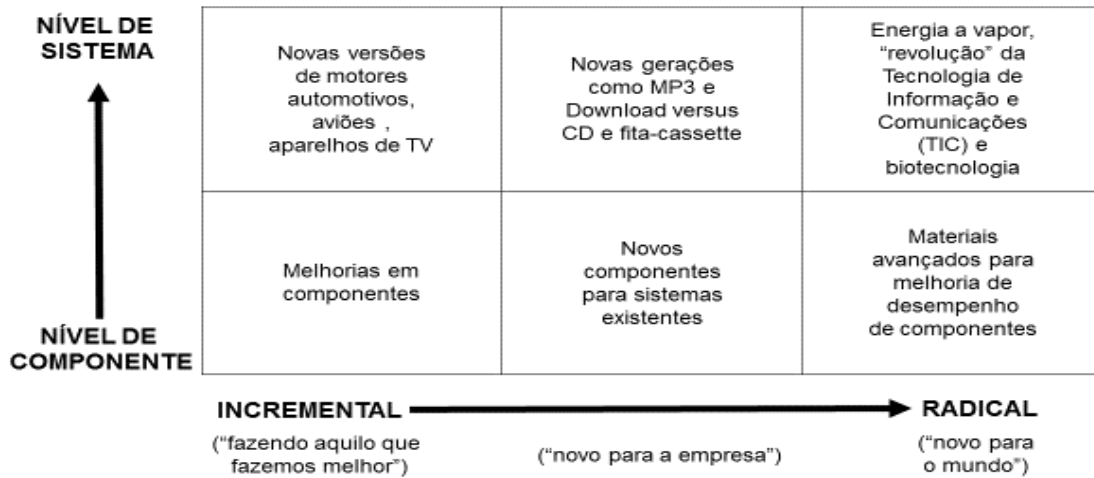 NÍVEL DE
SISTEMA
Novas versões
de motores
automotivos,
aviões ,
aparelhos de TV
Novas gerações
como MP3 e
Download versus
CD e fita-cassette
Energia a vapor,
“revolução” da
Tecnologia de
Informação e
Comunicações
(TIC) e
biotecnologia
NÍVEL DE
COMPONENTE
Melhorias em
componentes
Novos
componentes
para sistemas
existentes
Materiais
avançados para
melhoria de
desempenho
de componentes
INCREMENTAL
RADICAL
(“fazendo aquilo que
fazemos melhor”)
(“novo para a empresa”)
(“novo para
o mundo”)